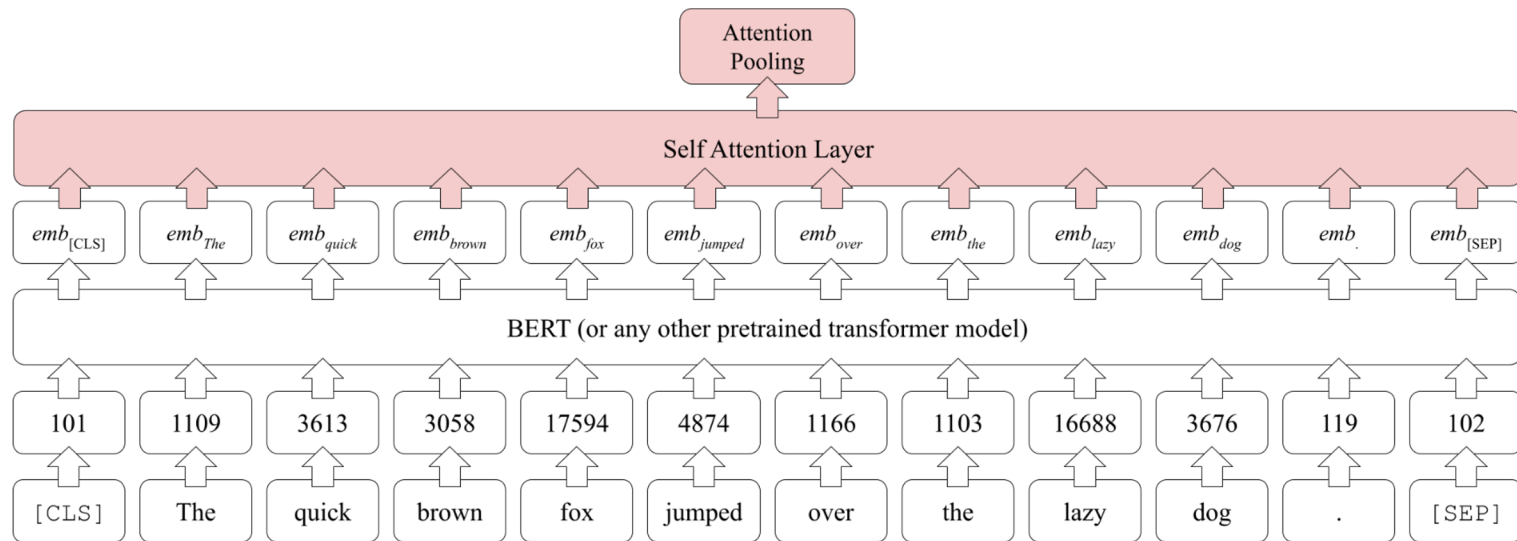 Attention
Pooling
Self Attention Layer
emb[CLS] embThe embquick embbrown embfox embjumped embover embthe emblazy embdog emb. emb[SEP]
BERT (or any other pretrained transformer model)
101 1109 3613 3058 17594 4874 1166 1103 16688 3676 119 102
[CLS] The quick brown fox jumped over the lazy dog . [SEP]